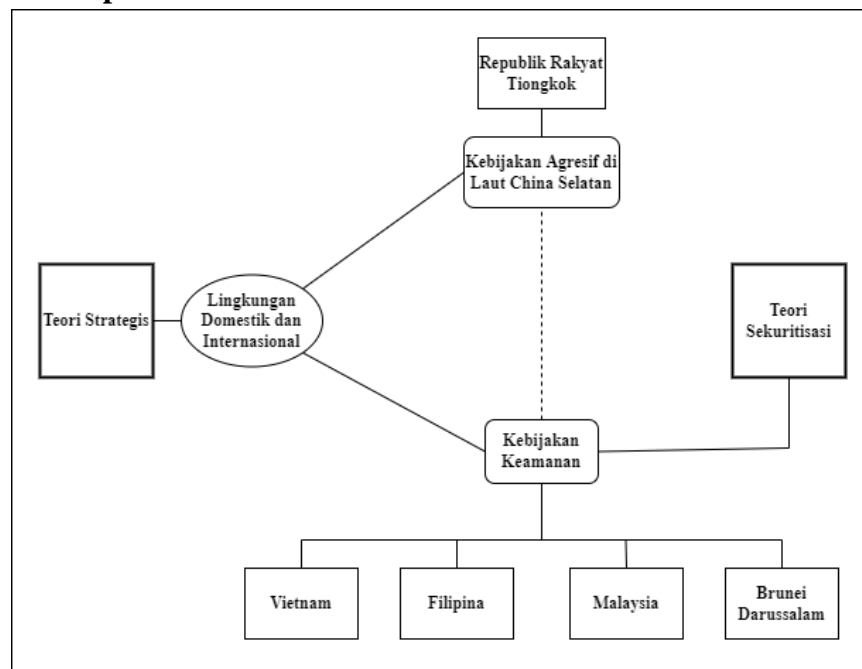 Republik Rakyat
Tiongkok
Kebijakan Agresif di
Laut China Selatan
Teori Strategis
Lingkungan
Domestik dan
Internasional
Teori
Sekuritisasi
Kebijakan
Keamanan
Vietnam
Filipina
Malaysia
Brunei
Darussalam